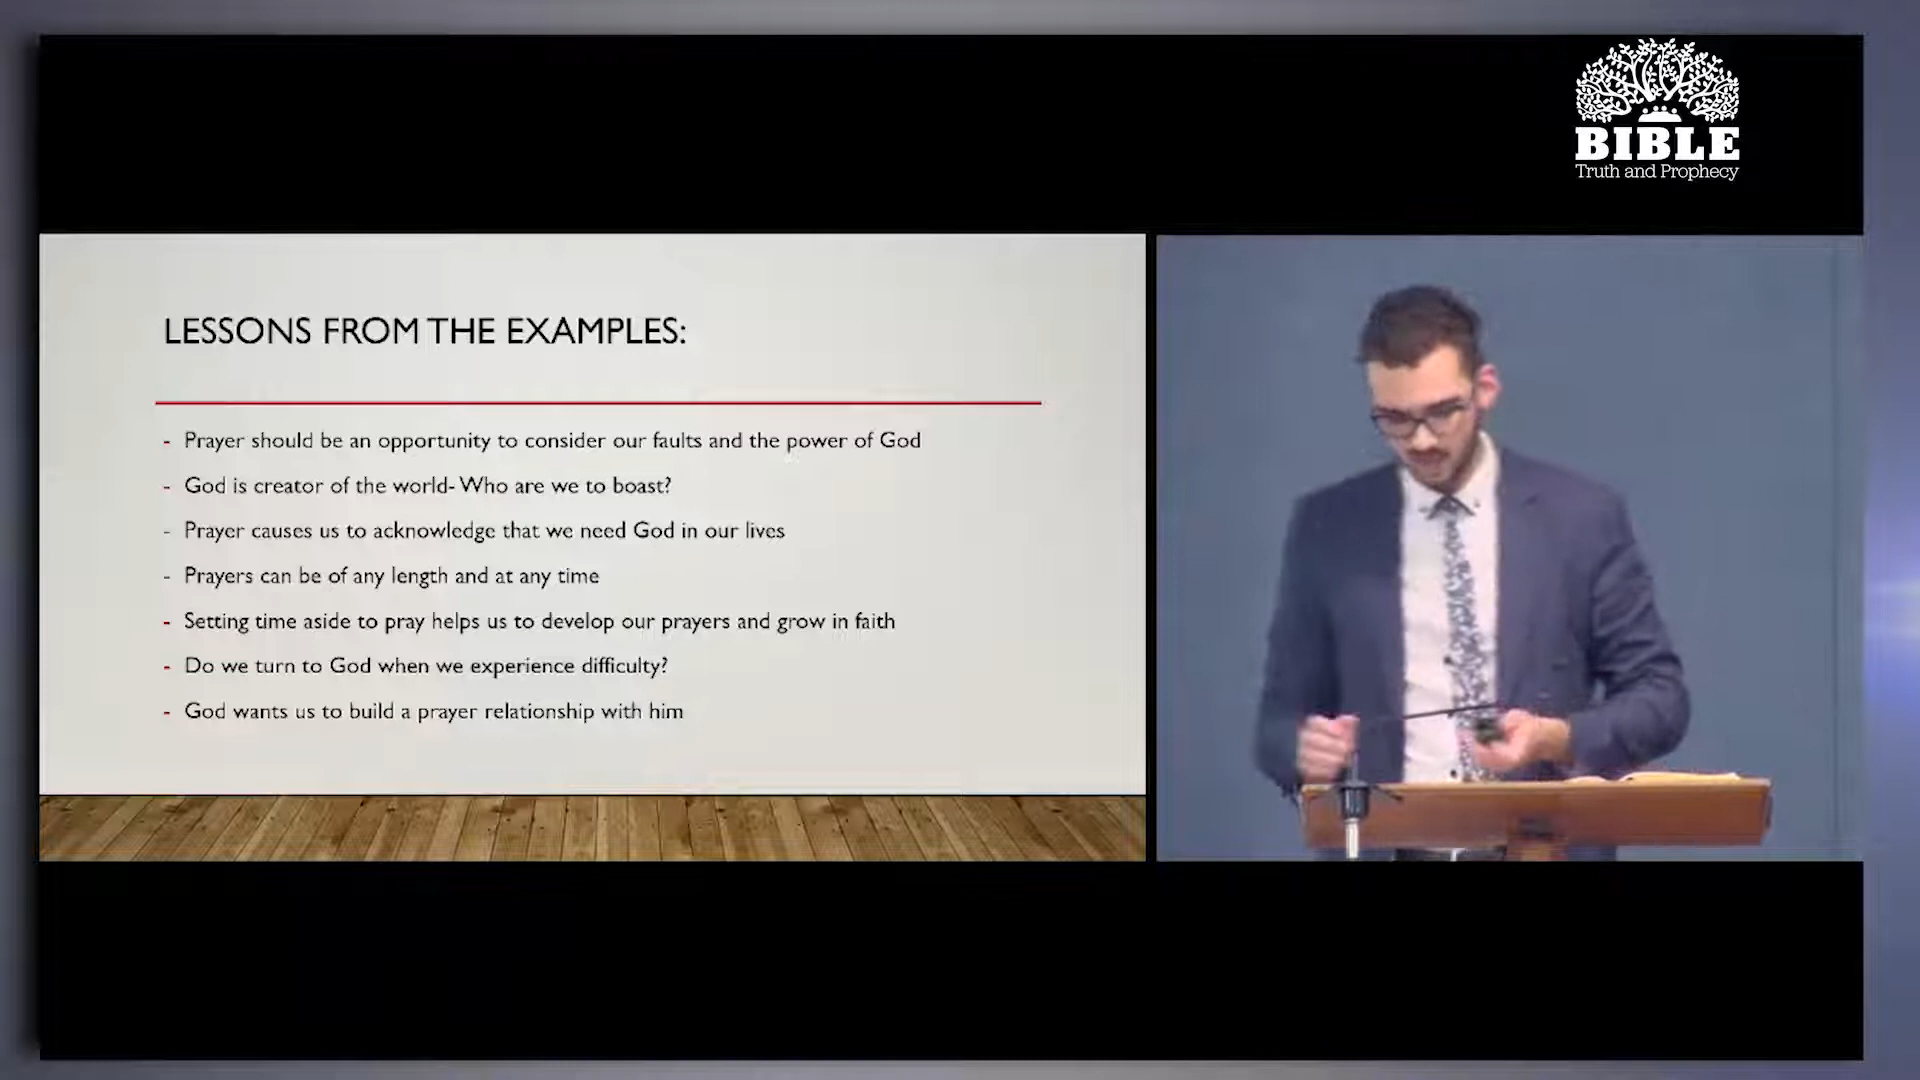 BIBLE
Truth and Prophecy
LESSONS FROM THE EXAMPLES:
- Prayer should be an opportunity to consider our faults and the power of God
- God is creator of the world- Who are we to boast?
- Prayer causes us to acknowledge that we need God in our lives
- Prayers can be of any length and at any time
- Setting time aside to pray helps us to develop our prayers and grow in faith
- Do we turn to God when we experience difficulty?
- God wants us to build a prayer relationship with him